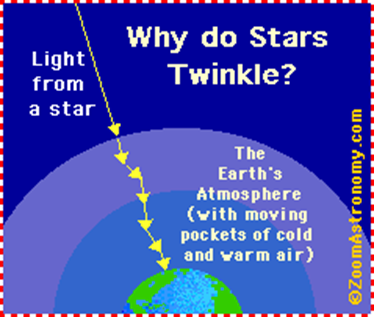 Why do Stars
Twinkle?
Light
from
a star
The
Earth's
Atmosphere
(with moving
pockets of cold
and warm air)
©ZoomAstronomy.com